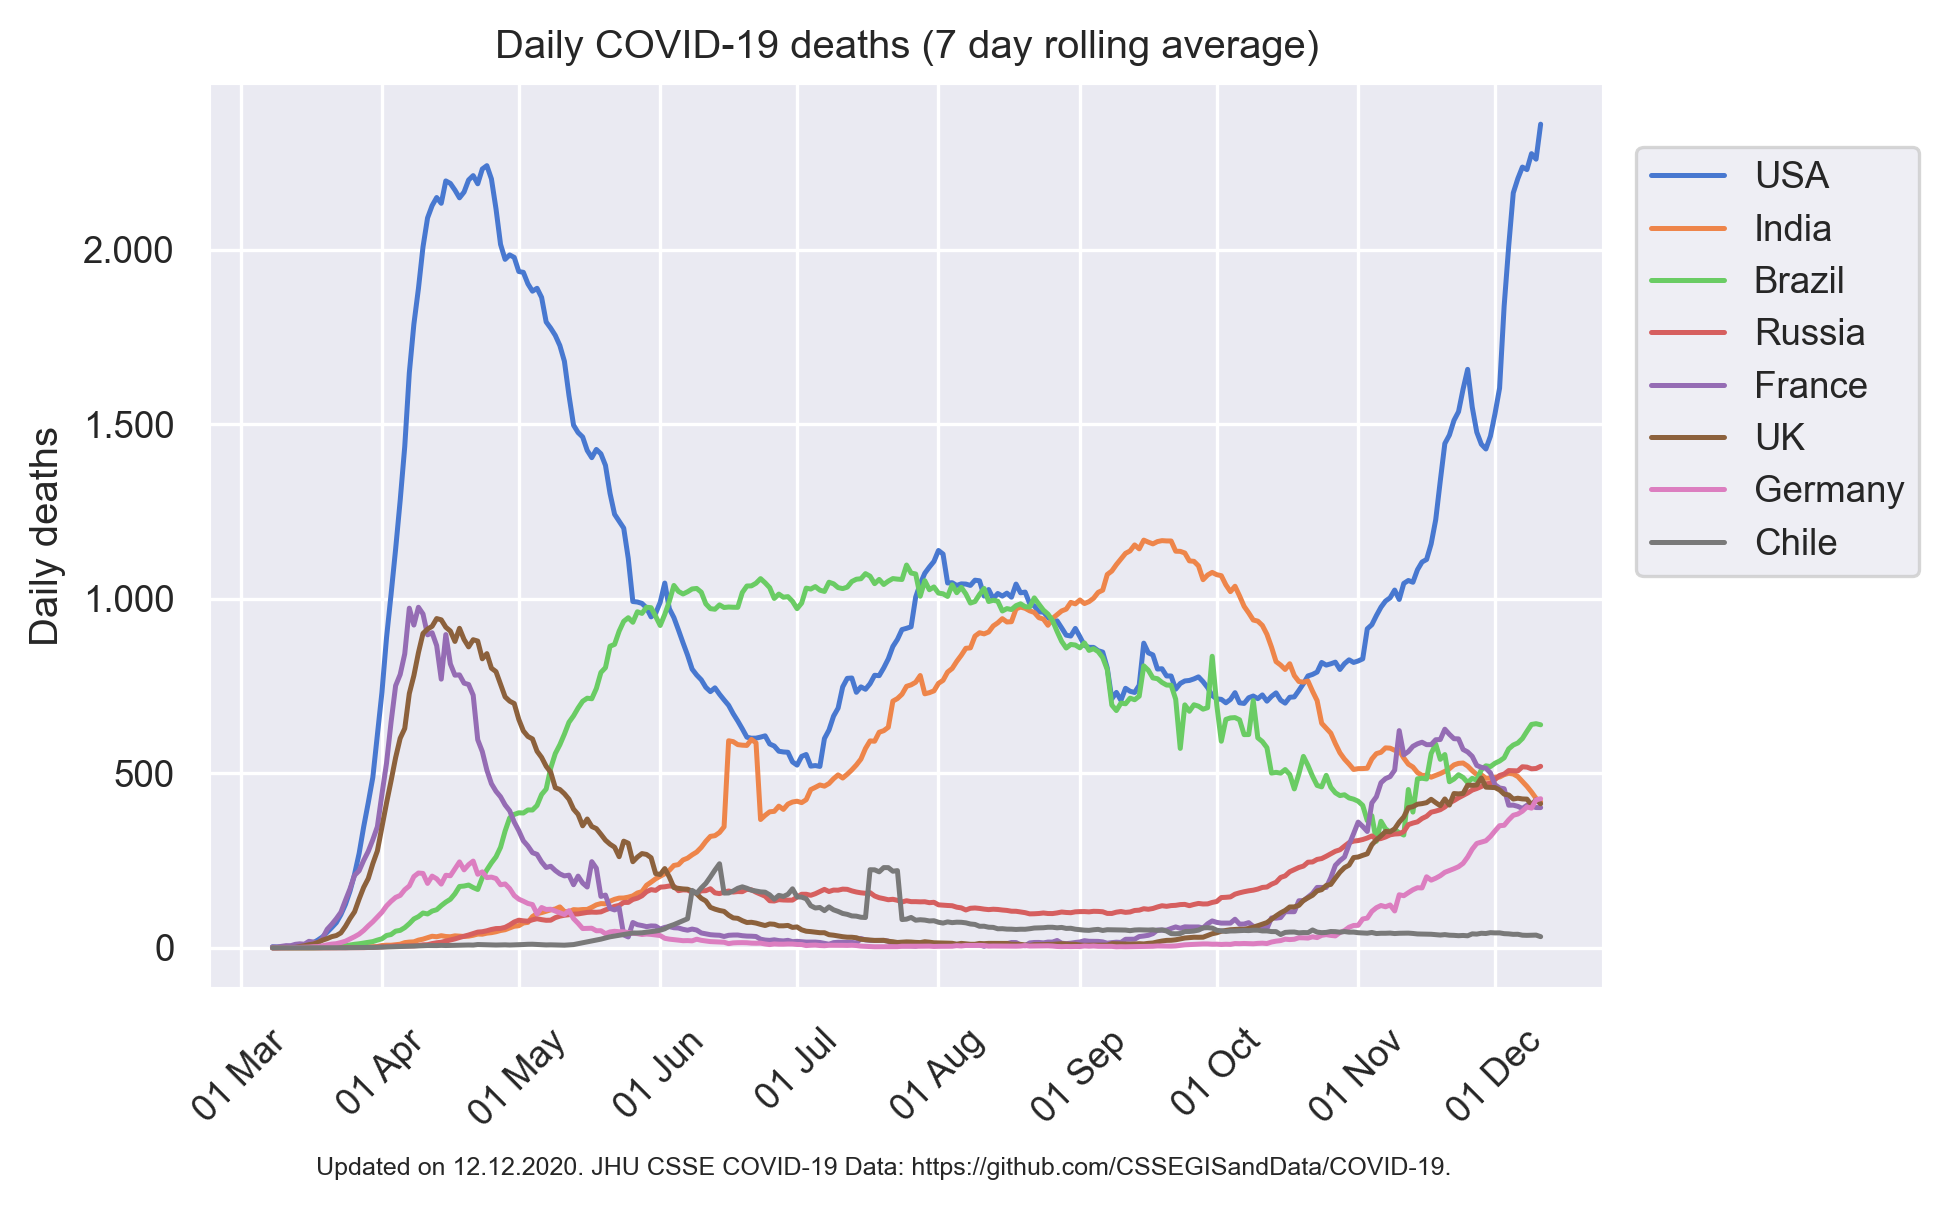 Daily COVID-19 deaths (7 day rolling average)
Daily deaths
2.000
1.500
1.000
500
0
USA
India
Brazil
Russia
France
UK
Germany
Chile
01 Mar
01 Apr
01 May
01 Jun
01 Jul
01 Aug
01 Sep
01 Oct
01 Nov
01 Dec
Updated on 12.12.2020. JHU CSSE COVID-19 Data: https://github.com/CSSEGISandData/COVID-19.